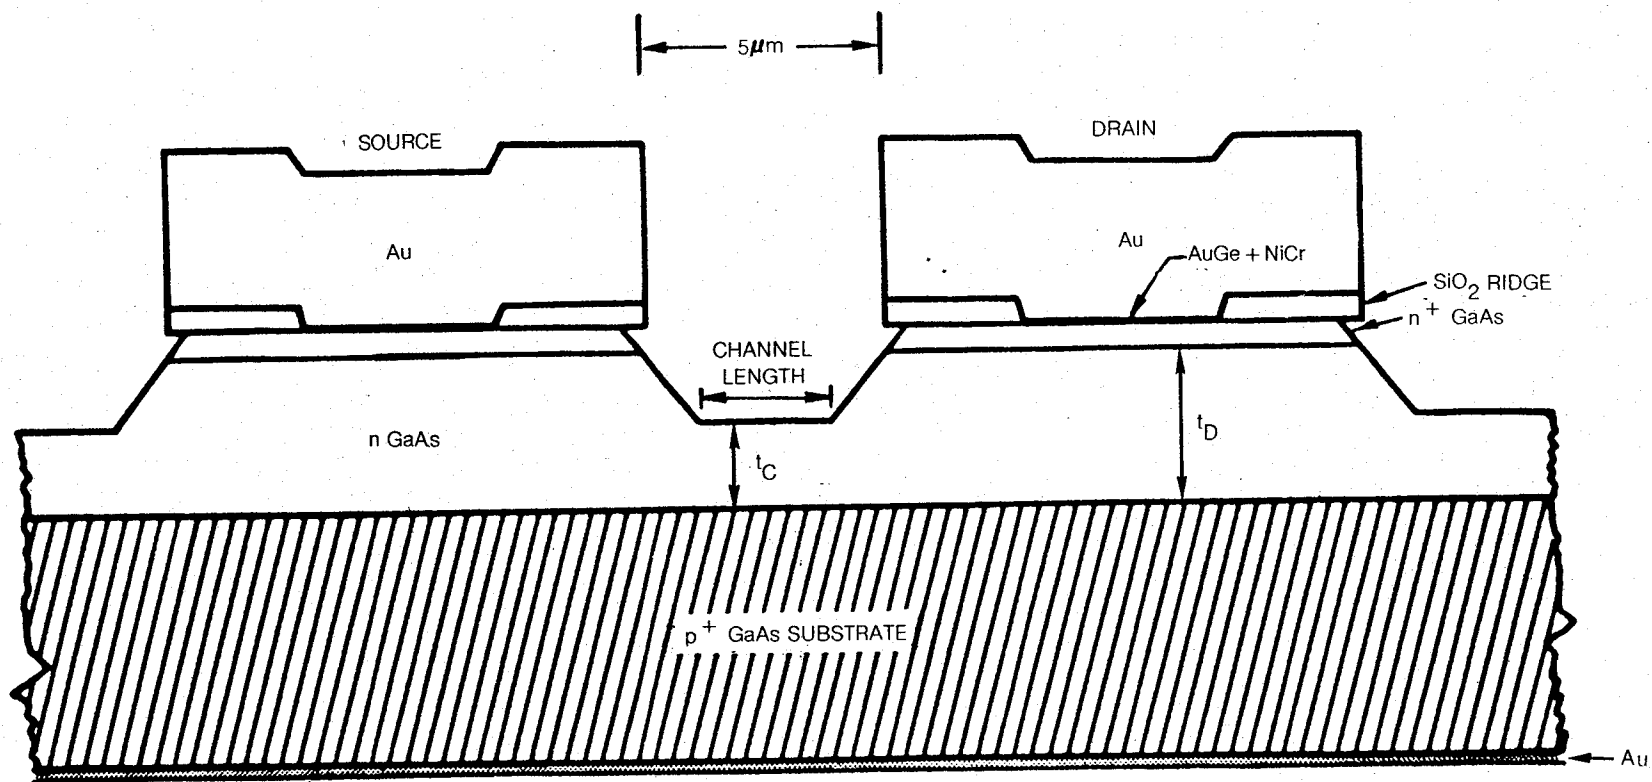 5μm
SOURCE
DRAIN
Au
Au
AuGe + NiCr
SiO2 RIDGE
n+ GaAs
CHANNEL
LENGTH
n GaAs
tC
tD
p+ GaAs SUBSTRATE
Au